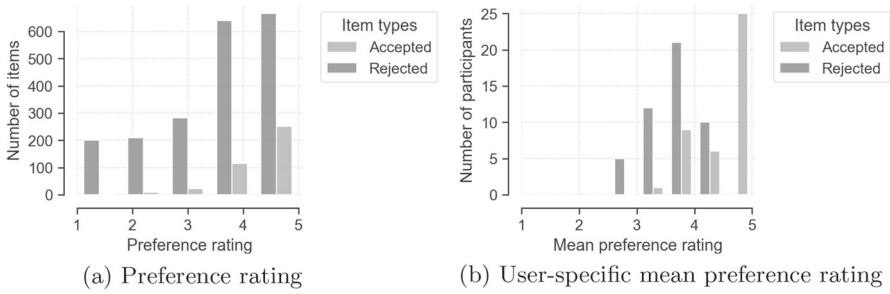 Number of items
600
500
400
300
200
100
0
1 2 3 4 5
Preference rating
Item types
Accepted
Rejected
(a) Preference rating
Number of participants
25
20
15
10
5
0
1 2 3 4 5
Mean preference rating
Item types
Accepted
Rejected
(b) User-specific mean preference rating